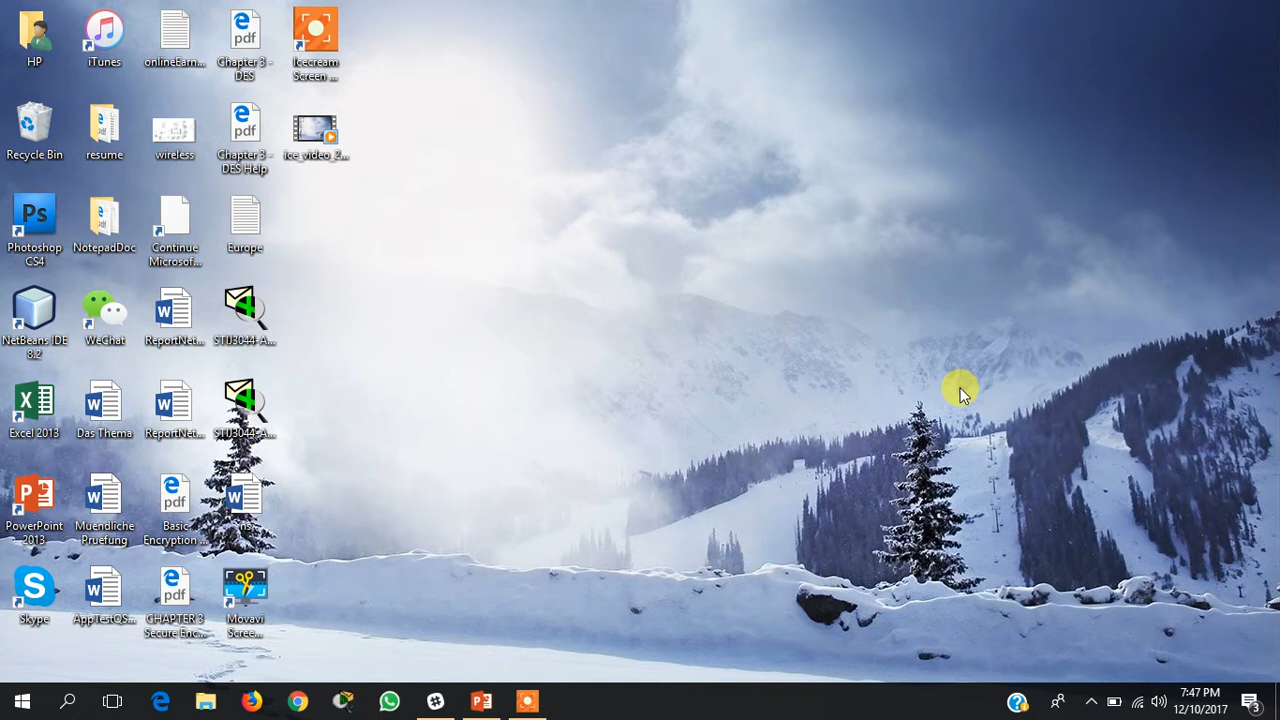 HP
iTunes
onlineEarn...
Chapter 3 -
DES
Icecream
Screen ...
Recycle Bin
resume
wireless
Chapter 3 -
DES Help
ice_video_2...
Photoshop
CS4
NotepadDoc
Continue
Microsof...
Europe
NetBeans IDE
8.2
WeChat
ReportNet...
STIJ3044-A...
Excel 2013
Das Thema
ReportNet...
STIJ3044-A...
PowerPoint
2013
Muendliche
Pruefung
Basic
Encryption ...
ns
Skype
AppTestQS...
CHAPTER 3
Secure Enc...
Movavi
Scree...
7:47 PM
12/10/2017
3